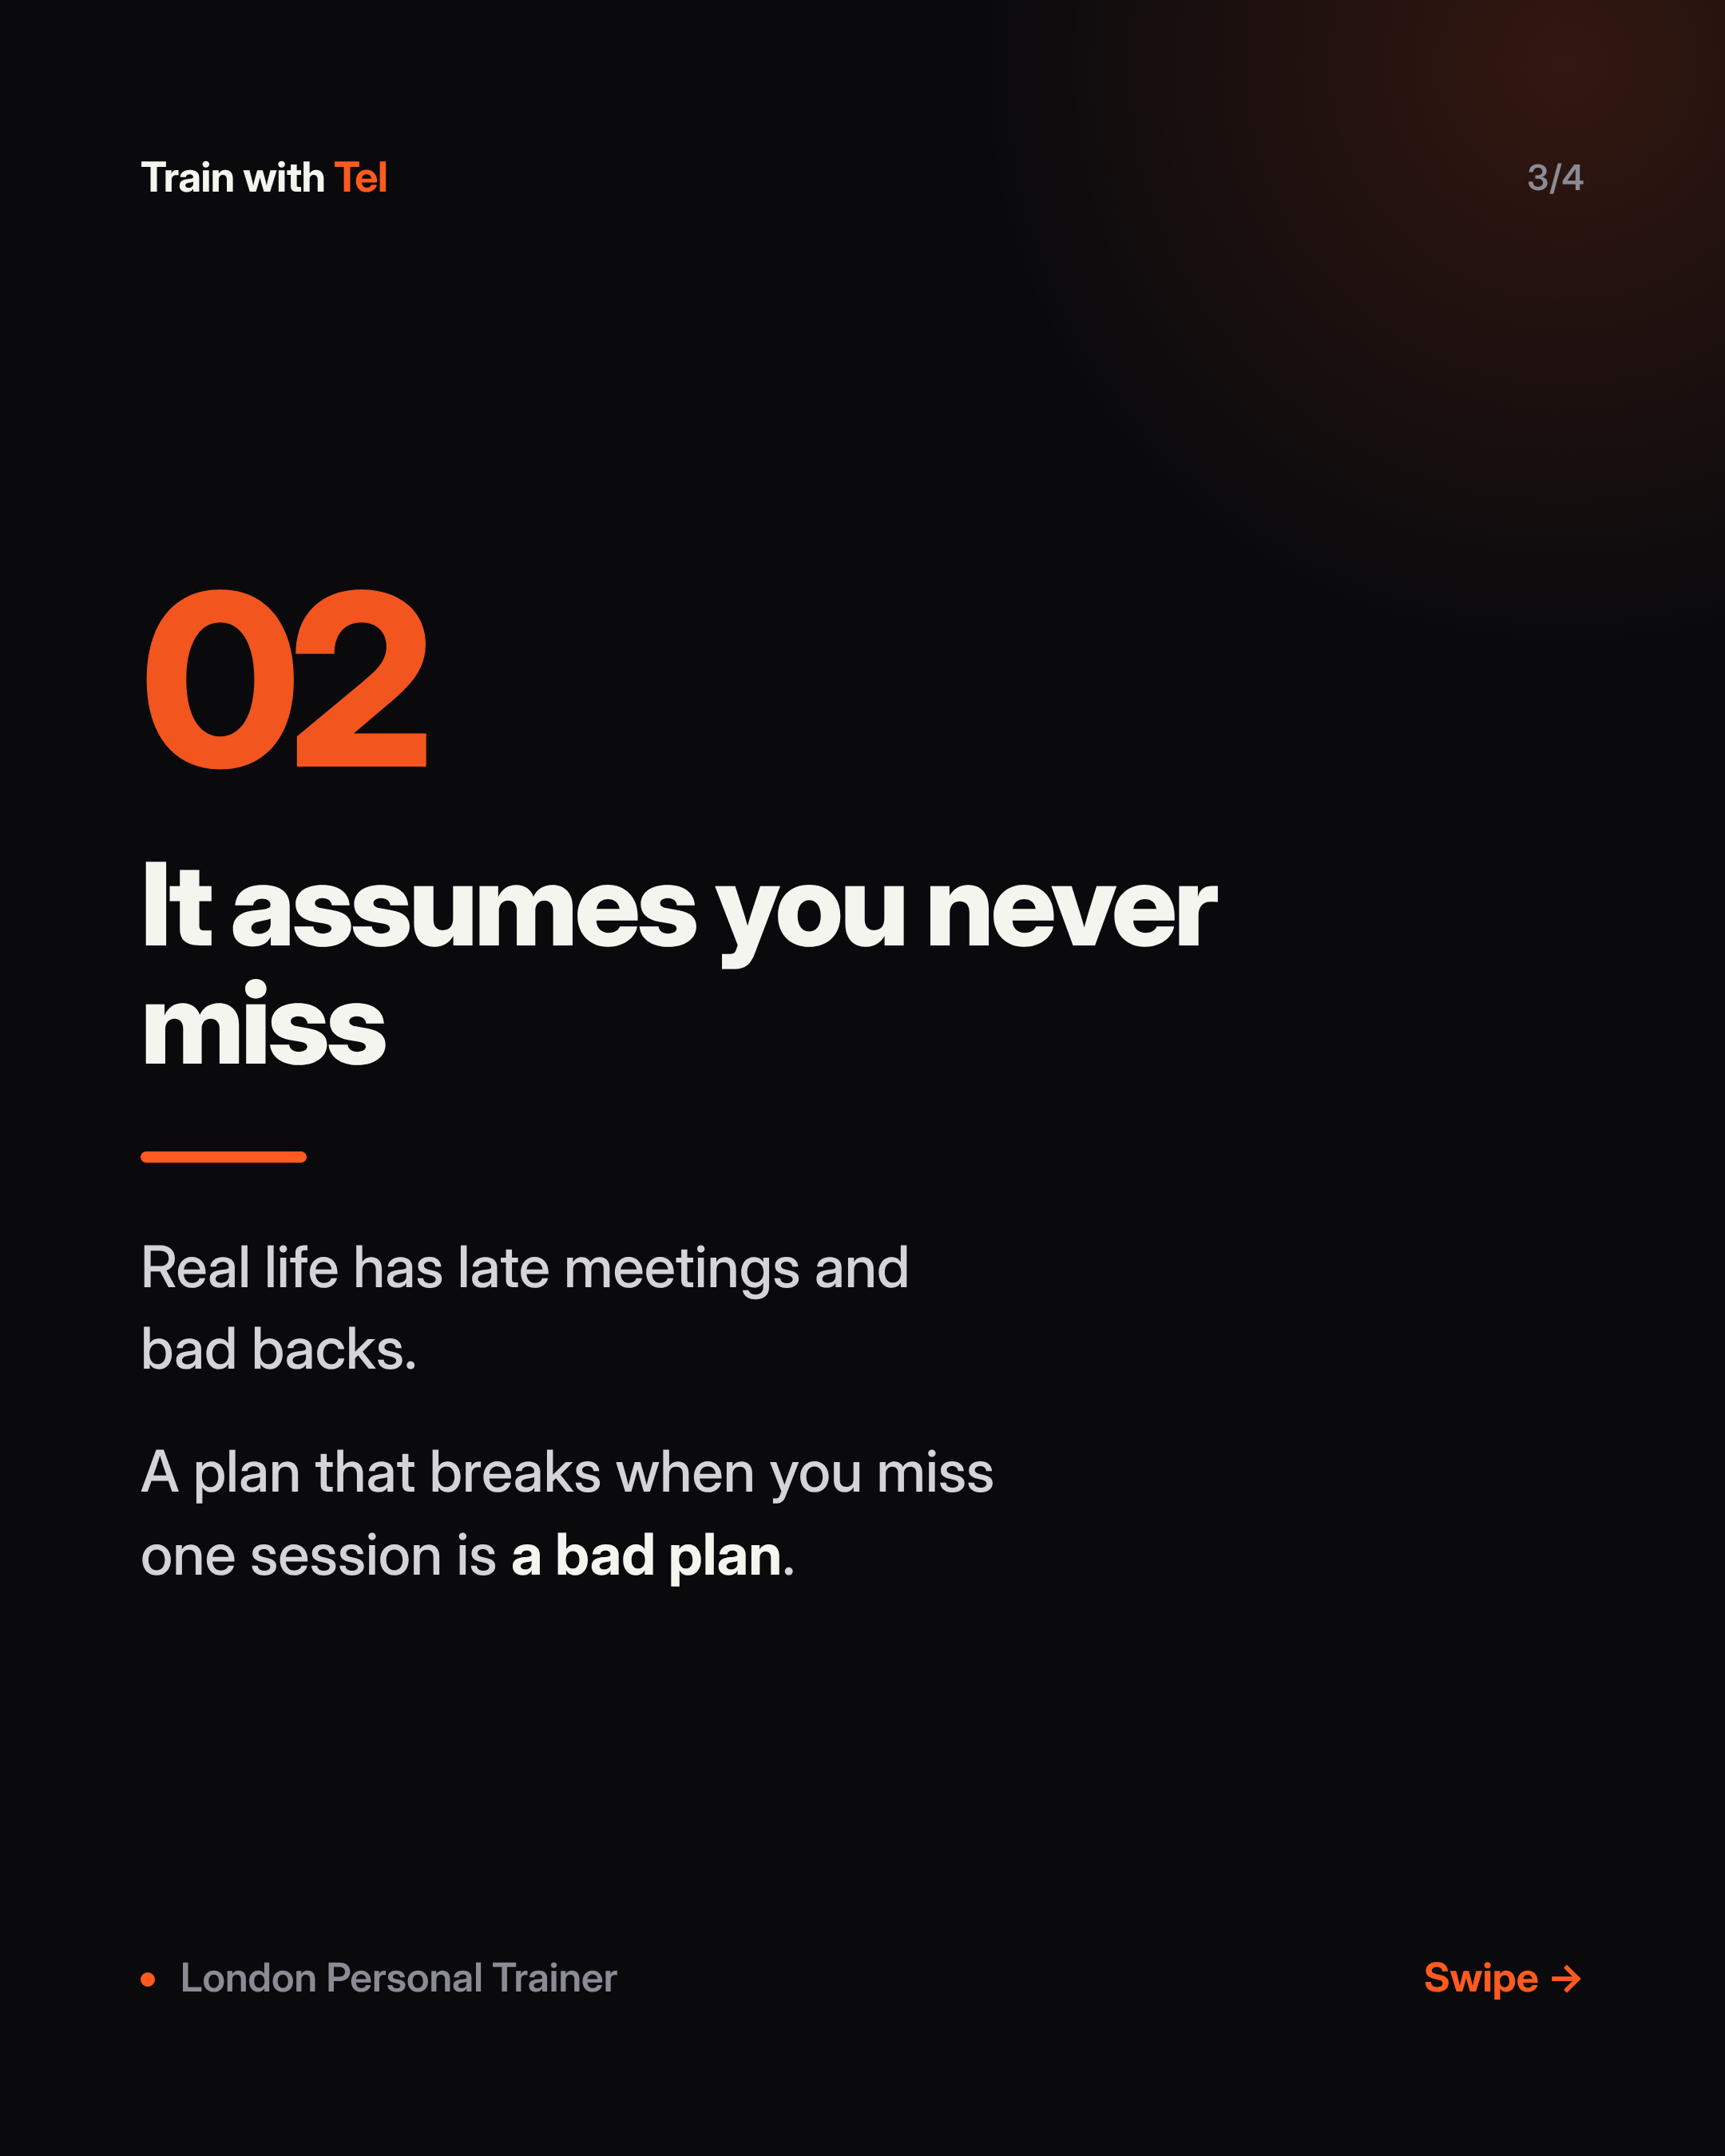 Train with Tel
3/4
02
It assumes you never
miss
Real life has late meetings and
bad backs.
A plan that breaks when you miss
one session is a bad plan.
London Personal Trainer
Swipe →